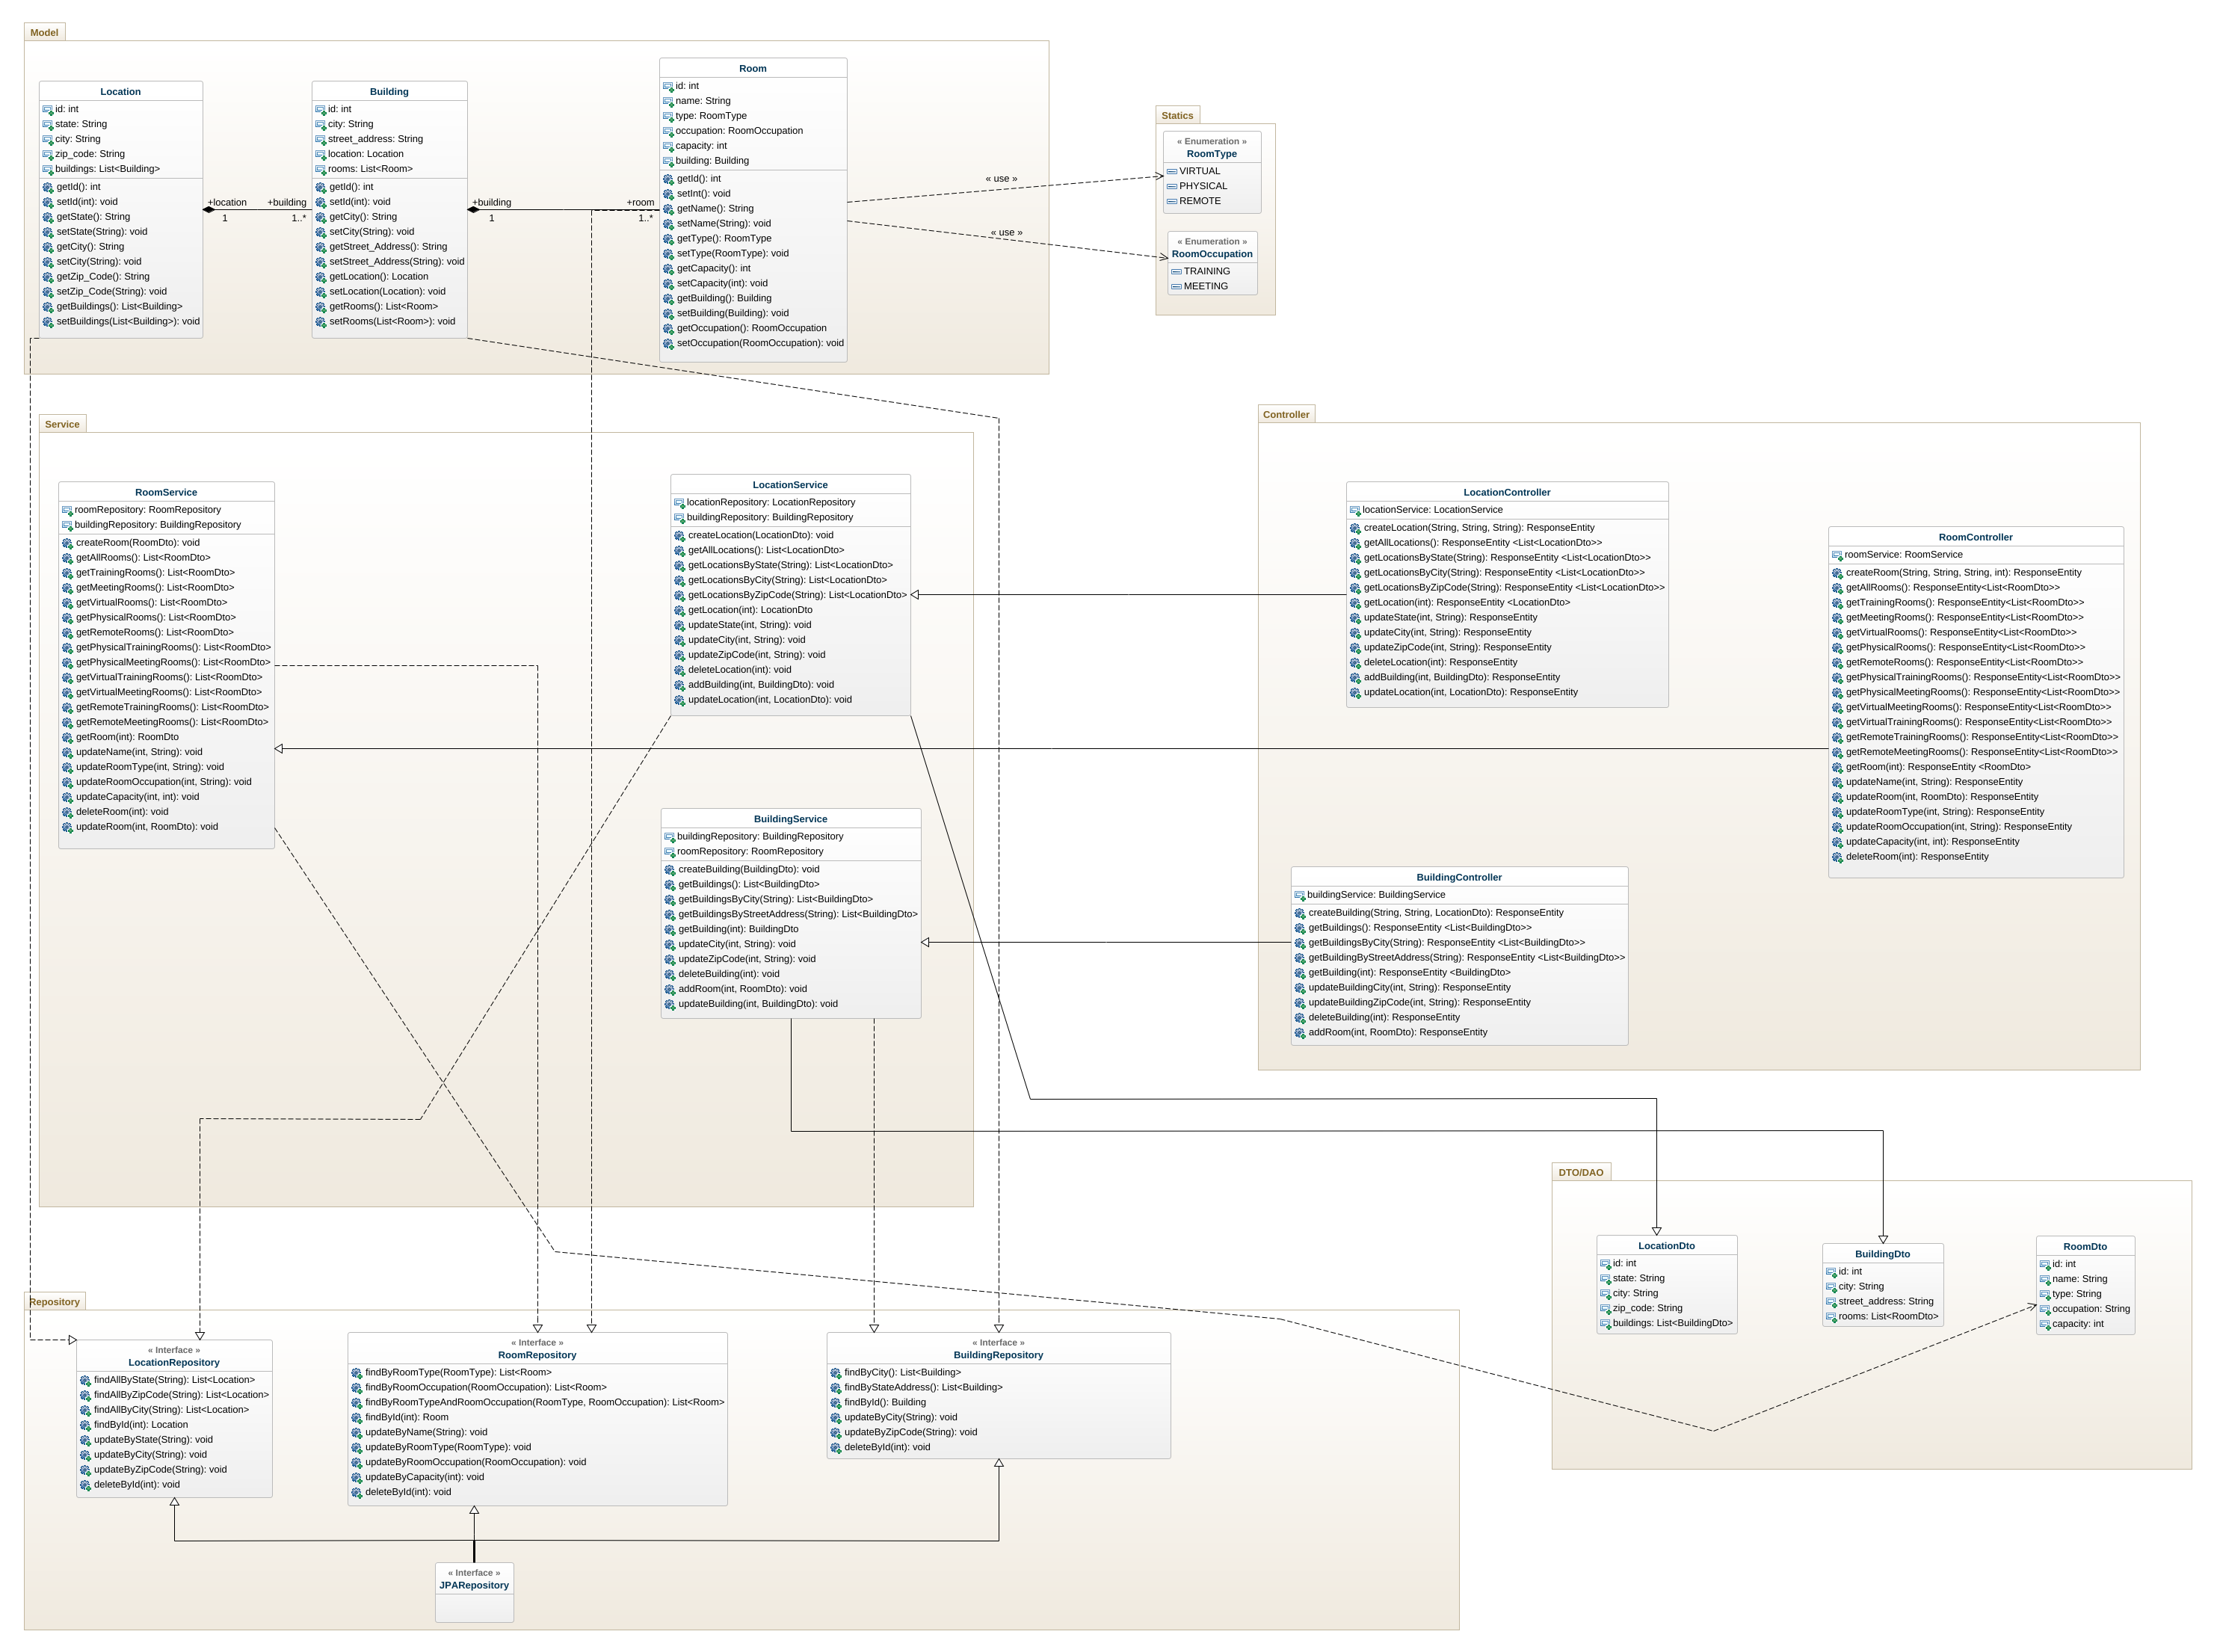 Model
Location
id: int
state: String
city: String
zip_code: String
buildings: List<Building>
getId(): int
setId(int): void
getState(): String
setState(String): void
getCity(): String
setCity(String): void
getZip_Code(): String
setZip_Code(String): void
getBuildings(): List<Building>
setBuildings(List<Building>): void
+location
1
+building
1..*
Building
id: int
city: String
street_address: String
location: Location
rooms: List<Room>
getId(): int
setId(int): void
getCity(): String
setCity(String): void
getStreet_Address(): String
setStreet_Address(String): void
getLocation(): Location
setLocation(Location): void
getRooms(): List<Room>
setRooms(List<Room>): void
+building
1
+room
1..*
Room
id: int
name: String
type: RoomType
occupation: RoomOccupation
capacity: int
building: Building
getId(): int
setInt(): void
getName(): String
setName(String): void
getType(): RoomType
setType(RoomType): void
getCapacity(): int
setCapacity(int): void
getBuilding(): Building
setBuilding(Building): void
getOccupation(): RoomOccupation
setOccupation(RoomOccupation): void
« use »
« use »
Statics
« Enumeration »
RoomType
VIRTUAL
PHYSICAL
REMOTE
« Enumeration »
RoomOccupation
TRAINING
MEETING
Service
RoomService
roomRepository: RoomRepository
buildingRepository: BuildingRepository
createRoom(RoomDto): void
getAllRooms(): List<RoomDto>
getTrainingRooms(): List<RoomDto>
getMeetingRooms(): List<RoomDto>
getVirtualRooms(): List<RoomDto>
getPhysicalRooms(): List<RoomDto>
getRemoteRooms(): List<RoomDto>
getPhysicalTrainingRooms(): List<RoomDto>
getPhysicalMeetingRooms(): List<RoomDto>
getVirtualTrainingRooms(): List<RoomDto>
getVirtualMeetingRooms(): List<RoomDto>
getRemoteTrainingRooms(): List<RoomDto>
getRemoteMeetingRooms(): List<RoomDto>
getRoom(int): RoomDto
updateName(int, String): void
updateRoomType(int, String): void
updateRoomOccupation(int, String): void
updateCapacity(int, int): void
deleteRoom(int): void
updateRoom(int, RoomDto): void
LocationService
locationRepository: LocationRepository
buildingRepository: BuildingRepository
createLocation(LocationDto): void
getAllLocations(): List<LocationDto>
getLocationsByState(String): List<LocationDto>
getLocationsByCity(String): List<LocationDto>
getLocationsByZipCode(String): List<LocationDto>
getLocation(int): LocationDto
updateState(int, String): void
updateCity(int, String): void
updateZipCode(int, String): void
deleteLocation(int): void
addBuilding(int, BuildingDto): void
updateLocation(int, LocationDto): void
BuildingService
buildingRepository: BuildingRepository
roomRepository: RoomRepository
createBuilding(BuildingDto): void
getBuildings(): List<BuildingDto>
getBuildingsByCity(String): List<BuildingDto>
getBuildingsByStreetAddress(String): List<BuildingDto>
getBuilding(int): BuildingDto
updateCity(int, String): void
updateZipCode(int, String): void
deleteBuilding(int): void
addRoom(int, RoomDto): void
updateBuilding(int, BuildingDto): void
Controller
LocationController
locationService: LocationService
createLocation(String, String, String): ResponseEntity
getAllLocations(): ResponseEntity <List<LocationDto>>
getLocationsByState(String): ResponseEntity <List<LocationDto>>
getLocationsByCity(String): ResponseEntity <List<LocationDto>>
getLocationsByZipCode(String): ResponseEntity <List<LocationDto>>
getLocation(int): ResponseEntity <LocationDto>
updateState(int, String): ResponseEntity
updateCity(int, String): ResponseEntity
updateZipCode(int, String): ResponseEntity
deleteLocation(int): ResponseEntity
addBuilding(int, BuildingDto): ResponseEntity
updateLocation(int, LocationDto): ResponseEntity
RoomController
roomService: RoomService
createRoom(String, String, String, int): ResponseEntity
getAllRooms(): ResponseEntity<List<RoomDto>>
getTrainingRooms(): ResponseEntity<List<RoomDto>>
getMeetingRooms(): ResponseEntity<List<RoomDto>>
getVirtualRooms(): ResponseEntity<List<RoomDto>>
getPhysicalRooms(): ResponseEntity<List<RoomDto>>
getRemoteRooms(): ResponseEntity<List<RoomDto>>
getPhysicalTrainingRooms(): ResponseEntity<List<RoomDto>>
getPhysicalMeetingRooms(): ResponseEntity<List<RoomDto>>
getVirtualMeetingRooms(): ResponseEntity<List<RoomDto>>
getVirtualTrainingRooms(): ResponseEntity<List<RoomDto>>
getRemoteTrainingRooms(): ResponseEntity<List<RoomDto>>
getRemoteMeetingRooms(): ResponseEntity<List<RoomDto>>
getRoom(int): ResponseEntity <RoomDto>
updateName(int, String): ResponseEntity
updateRoom(int, RoomDto): ResponseEntity
updateRoomType(int, String): ResponseEntity
updateRoomOccupation(int, String): ResponseEntity
updateCapacity(int, int): ResponseEntity
deleteRoom(int): ResponseEntity
BuildingController
buildingService: BuildingService
createBuilding(String, String, LocationDto): ResponseEntity
getBuildings(): ResponseEntity <List<BuildingDto>>
getBuildingsByCity(String): ResponseEntity <List<BuildingDto>>
getBuildingByStreetAddress(String): ResponseEntity <List<BuildingDto>>
getBuilding(int): ResponseEntity <BuildingDto>
updateBuildingCity(int, String): ResponseEntity
updateBuildingZipCode(int, String): ResponseEntity
deleteBuilding(int): ResponseEntity
addRoom(int, RoomDto): ResponseEntity
DTO/DAO
LocationDto
id: int
state: String
city: String
zip_code: String
buildings: List<BuildingDto>
BuildingDto
id: int
city: String
street_address: String
rooms: List<RoomDto>
RoomDto
id: int
name: String
type: String
occupation: String
capacity: int
Repository
« Interface »
LocationRepository
findAllByState(String): List<Location>
findAllByZipCode(String): List<Location>
findAllByCity(String): List<Location>
findById(int): Location
updateByState(String): void
updateByCity(String): void
updateByZipCode(String): void
deleteById(int): void
« Interface »
RoomRepository
findByRoomType(RoomType): List<Room>
findByRoomOccupation(RoomOccupation): List<Room>
findByRoomTypeAndRoomOccupation(RoomType, RoomOccupation): List<Room>
findById(int): Room
updateByName(String): void
updateByRoomType(RoomType): void
updateByRoomOccupation(RoomOccupation): void
updateByCapacity(int): void
deleteById(int): void
« Interface »
BuildingRepository
findByCity(): List<Building>
findByStateAddress(): List<Building>
findById(): Building
updateByCity(String): void
updateByZipCode(String): void
deleteById(int): void
« Interface »
JPARepository